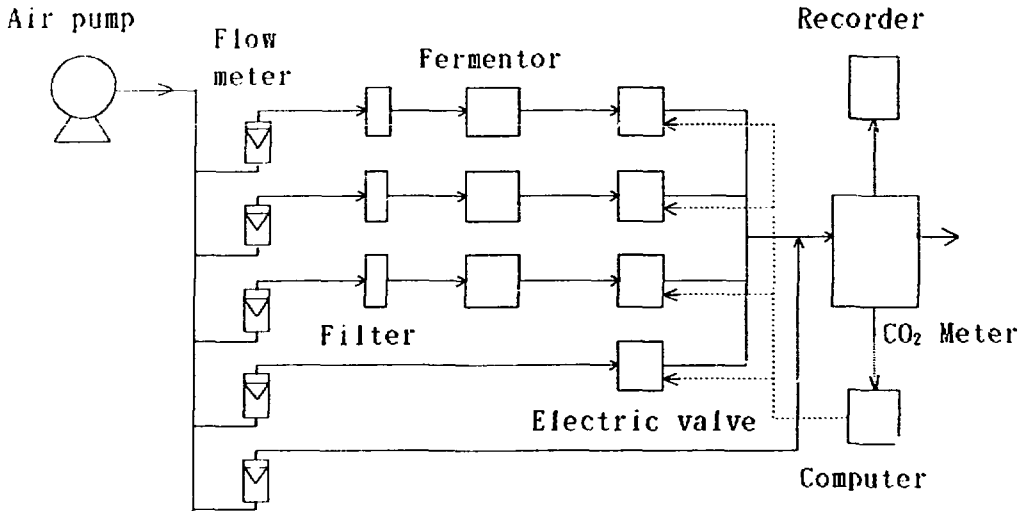 Air pump
Flow
meter
Fermentor
Recorder
Filter
CO₂ Meter
Electric valve
Computer